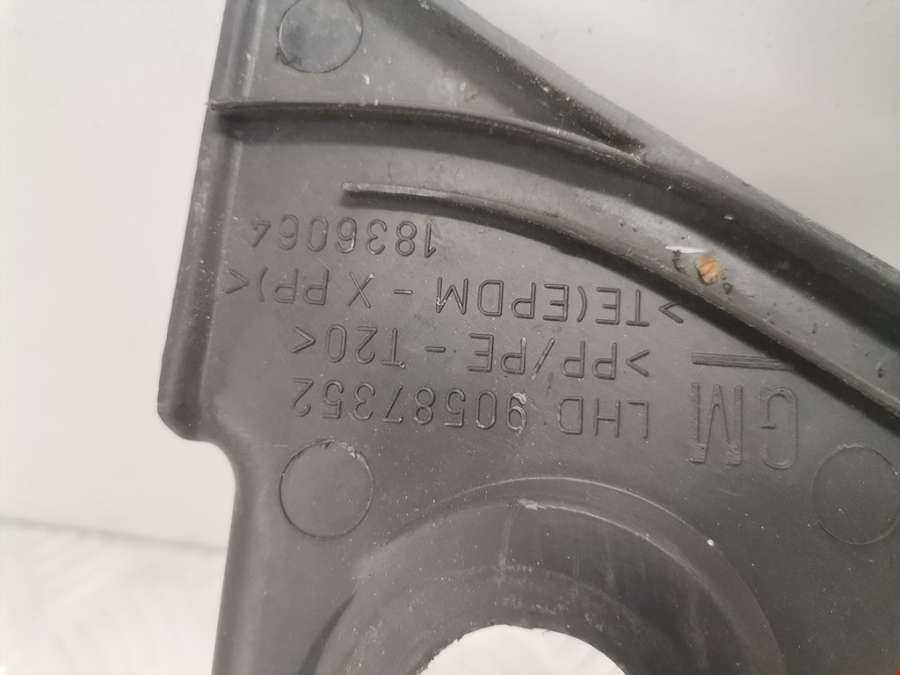 GM
LHD 90587352
>PP/PE - T20<
>TE(EPDM - X PP)<
1836064